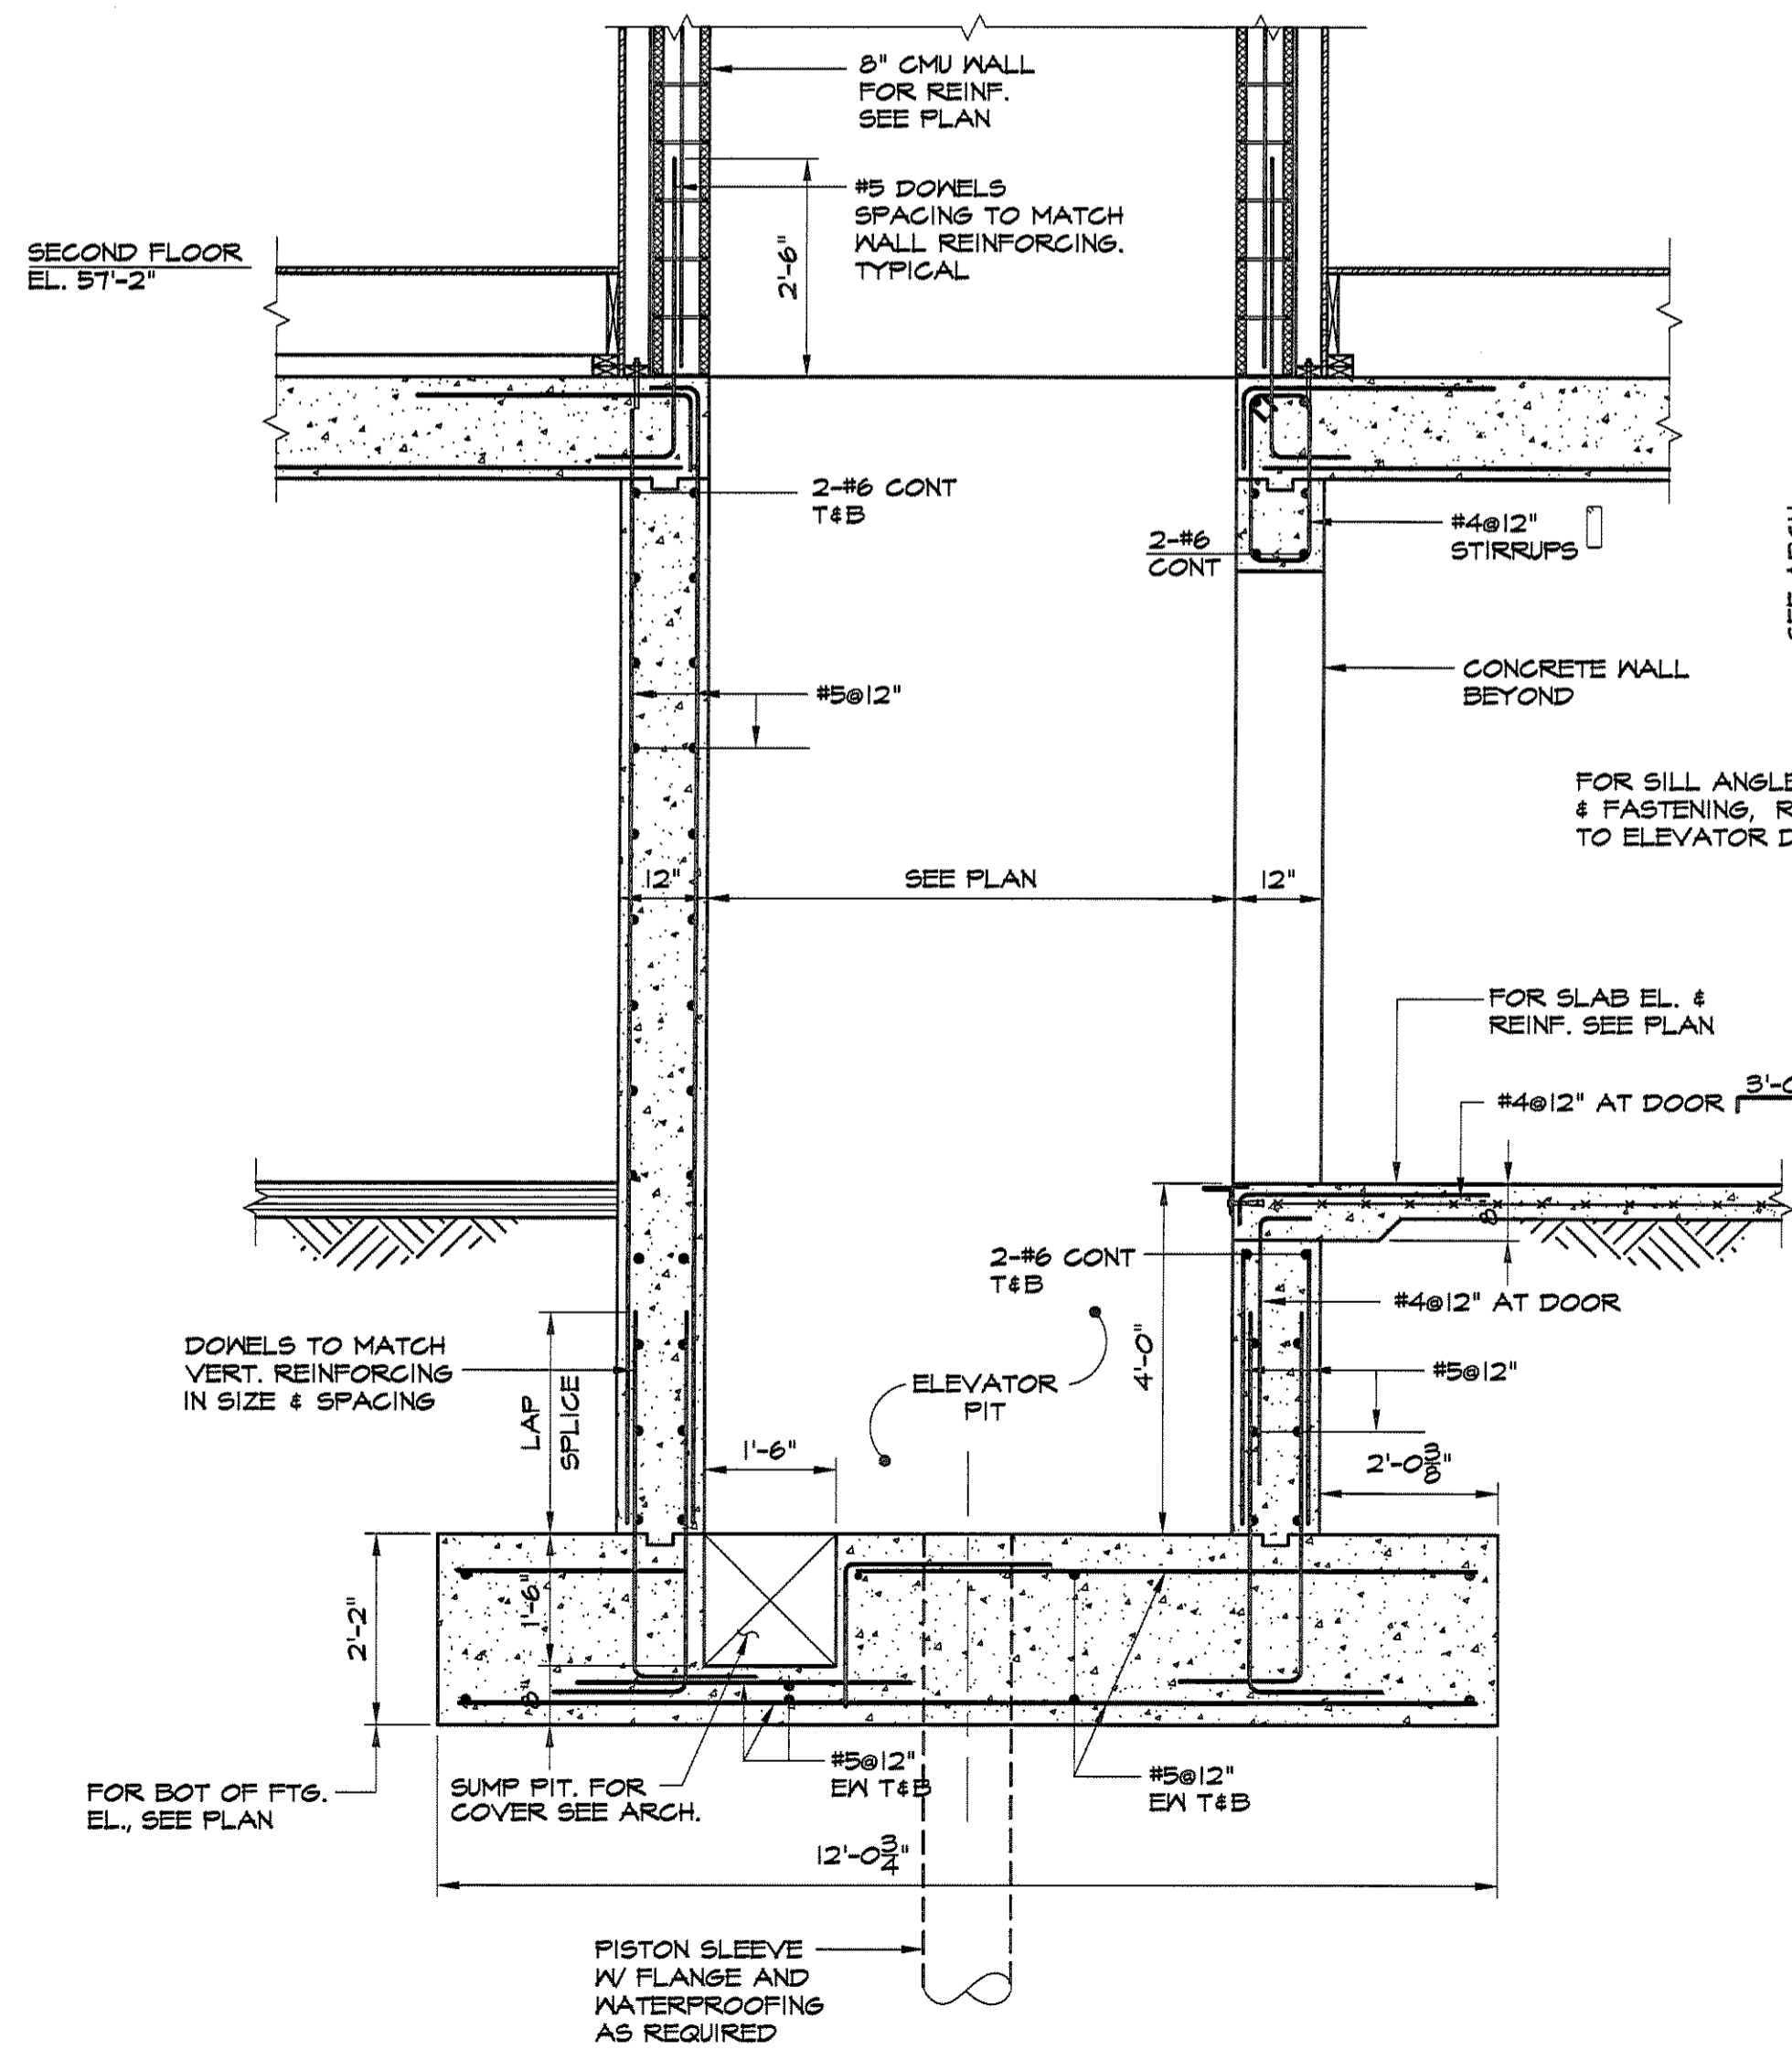 8" CMU WALL
FOR REINF.
SEE PLAN
#5 DOWELS
SPACING TO MATCH
WALL REINFORCING.
TYPICAL
2'-6"
SECOND FLOOR
EL. 57'-2"
2-#6 CONT
T&B
2-#6
CONT
#4@12"
STIRRUPS
CONCRETE WALL
BEYOND
#5@12"
FOR SILL ANGLE
& FASTENING,
TO ELEVATOR
12"
SEE PLAN
12"
FOR SLAB EL. &
REINF. SEE PLAN
#4@12" AT DOOR
8"
2-#6 CONT
T&B
#4@12" AT DOOR
4'-0"
DOWELS TO MATCH
VERT. REINFORCING
IN SIZE & SPACING
LAP
SPLICE
ELEVATOR
PIT
#5@12"
1'-6"
2'-0 3/8"
2'-2"
1'-6"
8"
#5@12"
EW T&B
#5@12"
EW T&B
FOR BOT OF FTG.
EL., SEE PLAN
SUMP PIT. FOR
COVER SEE ARCH.
12'-0 3/4"
PISTON SLEEVE
W/ FLANGE AND
WATERPROOFING
AS REQUIRED